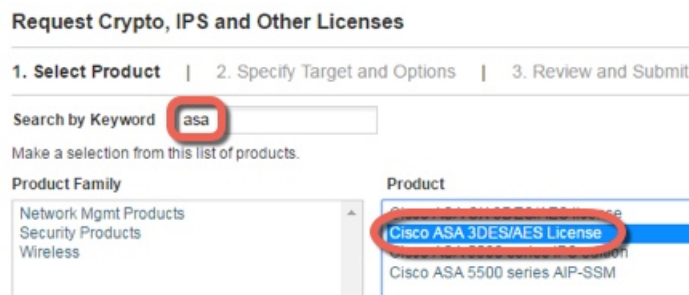 Request Crypto, IPS and Other Licenses
1. Select Product | 2. Specify Target and Options | 3. Review and Submit
Search by Keyword asa
Make a selection from this list of products.
Product Family Product
Network Mgmt Products
Security Products
Wireless
Cisco ASA 3DES/AES License
Cisco ASA 5500 series AIP-SSM